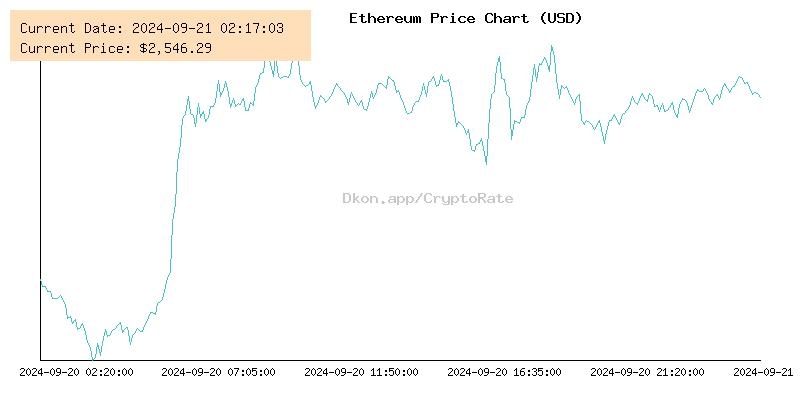 Ethereum Price Chart (USD)
Current Date: 2024-09-21 02:17:03
Current Price: $2,546.29
Dkon.app/CryptoRate
2024-09-20 02:20:00 2024-09-20 07:05:00 2024-09-20 11:50:00 2024-09-20 16:35:00 2024-09-20 21:20:00 2024-09-21